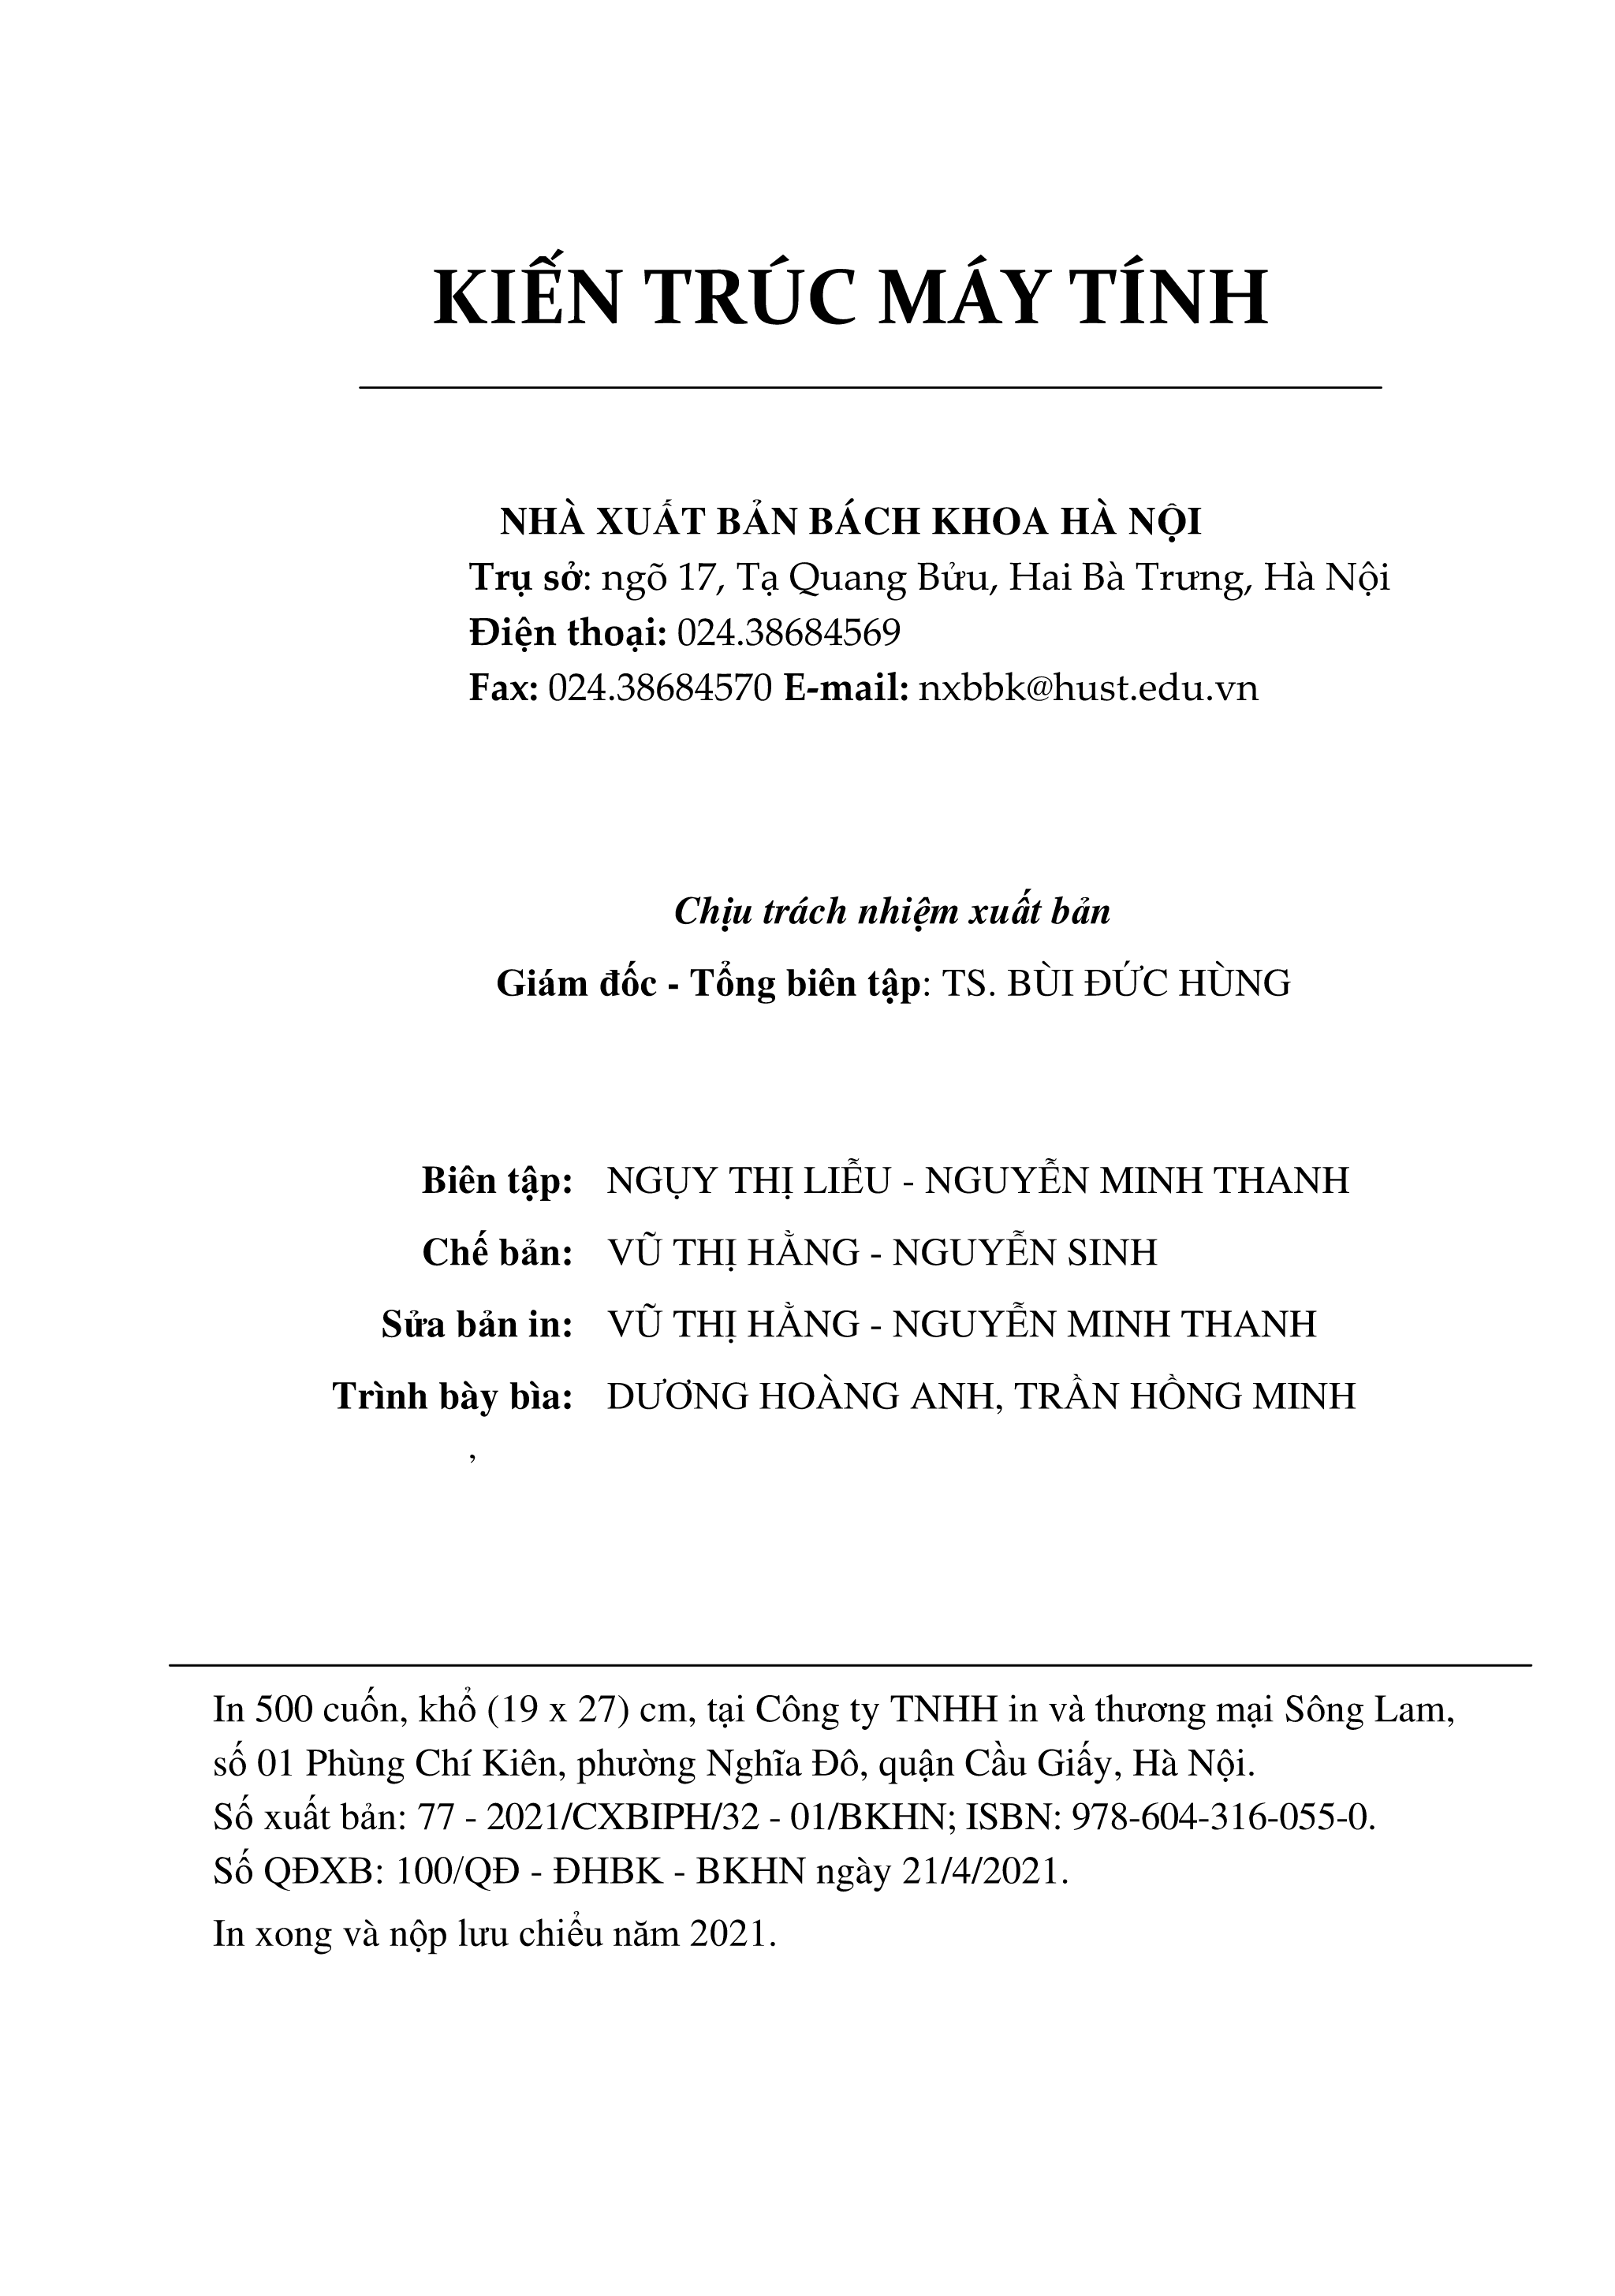 KIẾN TRÚC MÁY TÍNH
NHÀ XUẤT BẢN BÁCH KHOA HÀ NỘI
Trụ sở: ngõ 17, Tạ Quang Bửu, Hai Bà Trưng, Hà Nội
Điện thoại: 024.38684569
Fax: 024.38684570 E-mail: nxbbk@hust.edu.vn
Chịu trách nhiệm xuất bản
Giám đốc - Tổng biên tập: TS. BÙI ĐỨC HÙNG
Biên tập: NGỤY THỊ LIỄU - NGUYỄN MINH THANH
Chế bản: VŨ THỊ HẰNG - NGUYỄN SINH
Sửa bản in: VŨ THỊ HẰNG - NGUYỄN MINH THANH
Trình bày bìa: DƯƠNG HOÀNG ANH, TRẦN HỒNG MINH
,
In 500 cuốn, khổ (19 x 27) cm, tại Công ty TNHH in và thương mại Sông Lam,
số 01 Phùng Chí Kiên, phường Nghĩa Đô, quận Cầu Giấy, Hà Nội.
Số xuất bản: 77 - 2021/CXBIPH/32 - 01/BKHN; ISBN: 978-604-316-055-0.
Số QĐXB: 100/QĐ - ĐHBK - BKHN ngày 21/4/2021.
In xong và nộp lưu chiểu năm 2021.